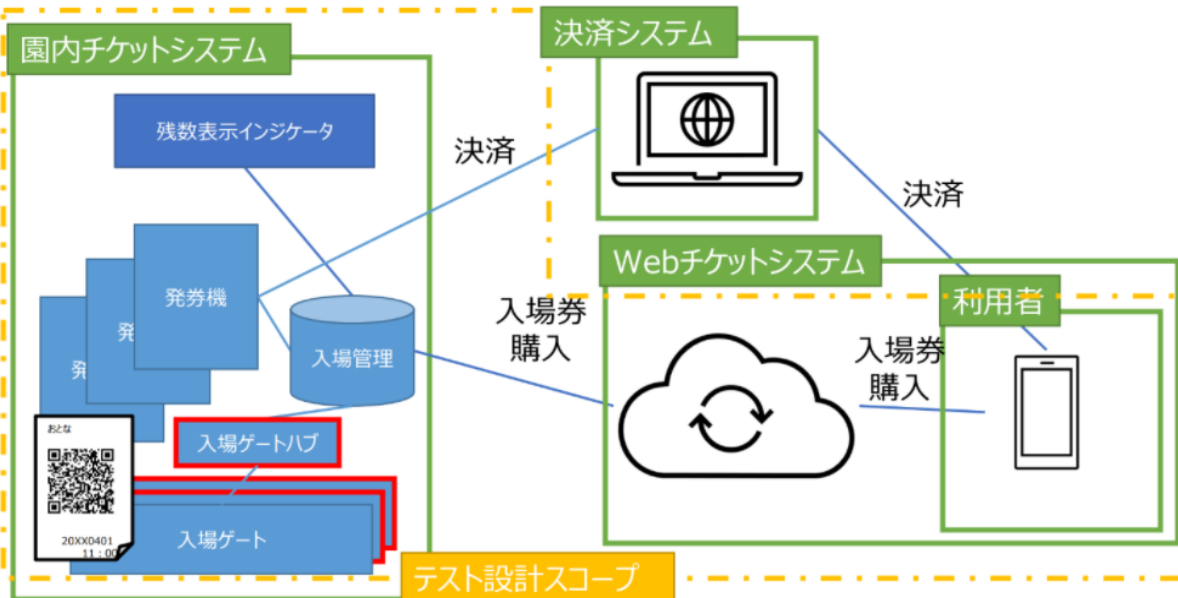 園内チケットシステム
決済システム
残数表示インジケータ
決済
決済
Webチケットシステム
発券機
発
発
入場管理
入場券
購入
利用者
入場券
購入
入場ゲートハブ
おとな
20XX0401
11:00
入場ゲート
テスト設計スコープ